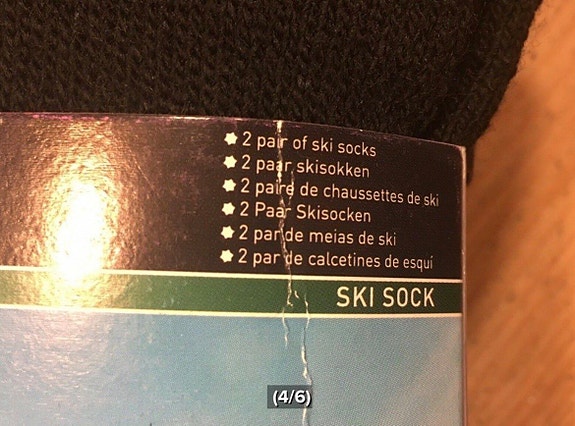 2 pair of ski socks
2 paar skisokken
2 paire de chaussettes de ski
2 Paar Skisocken
2 par de meias de ski
2 par de calcetines de esqui
SKI SOCK
(4/6)